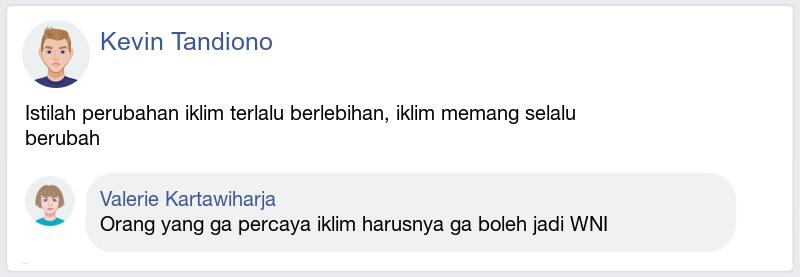 Kevin Tandiono
Istilah perubahan iklim terlalu berlebihan, iklim memang selalu
berubah
Valerie Kartawiharja
Orang yang ga percaya iklim harusnya ga boleh jadi WNI